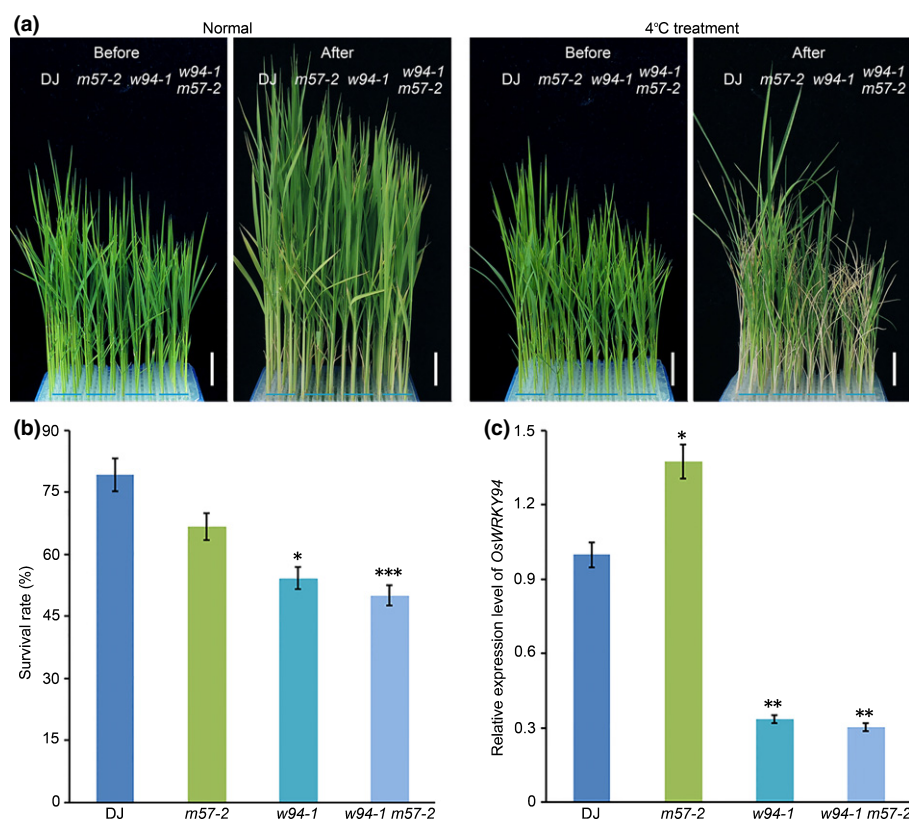 (a)
Normal
4°C treatment
Before
DJ m57-2 w94-1 w94-1
m57-2
After
DJ m57-2 w94-1 w94-1
m57-2
Before
DJ m57-2 w94-1 w94-1
m57-2
After
DJ m57-2 w94-1 w94-1
m57-2
(b)
90
75
60
45
30
15
0
Survival rate (%)
*
***
DJ m57-2 w94-1 w94-1 m57-2
(c)
1.5
1.2
0.9
0.6
0.3
0
Relative expression level of OsWRKY94
*
**
**
DJ m57-2 w94-1 w94-1 m57-2